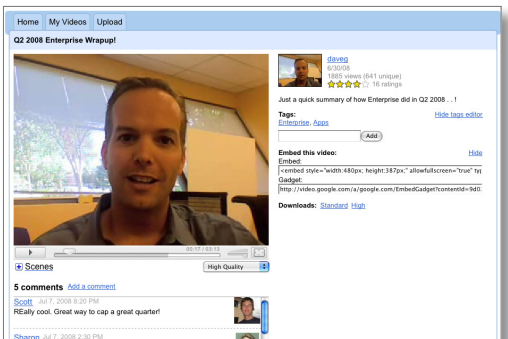 Home My Videos Upload
Q2 2008 Enterprise Wrapup!
daveg
6/30/08
1885 views (641 unique)
16 ratings
Just a quick summary of how Enterprise did in Q2 2008 . . !
Tags: Hide tags editor
Enterprise, Apps
Add
Embed this video: Hide
Embed:
<embed style="width:480px; height:387px;" allowfullscreen="true" typ
Gadget:
http://video.google.com/a/google.com/EmbedGadget?contentId=9d0.
Downloads: Standard High
00:17 / 03:13
Scenes High Quality
5 comments Add a comment
Scott Jul 7, 2008 8:20 PM
REally cool. Great way to cap a great quarter!
Sharon Jul 7, 2008 2:30 PM